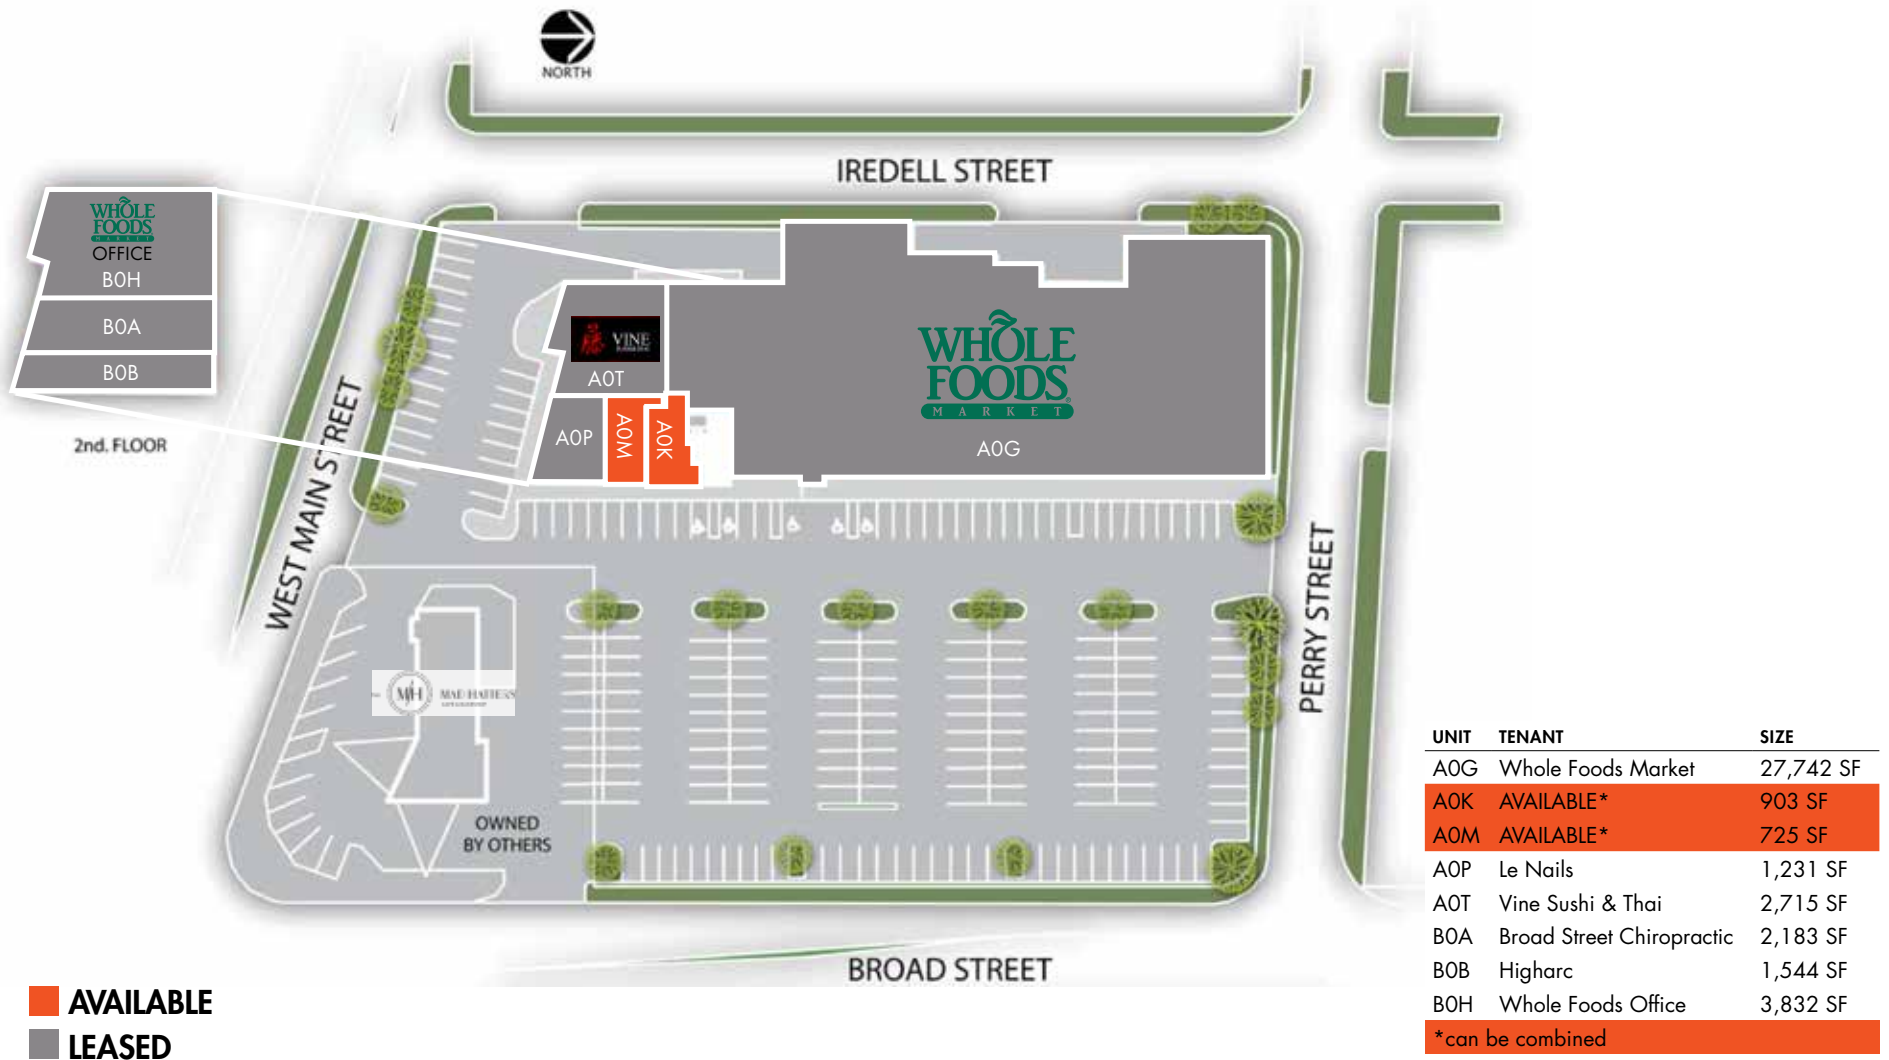 NORTH
IREDELL STREET
WHOLE
FOODS
MARKET
OFFICE
B0H
B0A
B0B
2nd. FLOOR
WEST MAIN STREET
VINE
A0T
A0P
A0M
A0K
WHOLE
FOODS
MARKET
A0G
PERRY STREET
MH MAD HATTERS
OWNED
BY OTHERS
BROAD STREET
AVAILABLE
LEASED
UNIT TENANT SIZE
A0G Whole Foods Market 27,742 SF
A0K AVAILABLE* 903 SF
A0M AVAILABLE* 725 SF
A0P Le Nails 1,231 SF
A0T Vine Sushi & Thai 2,715 SF
B0A Broad Street Chiropractic 2,183 SF
B0B Higharc 1,544 SF
B0H Whole Foods Office 3,832 SF
*can be combined